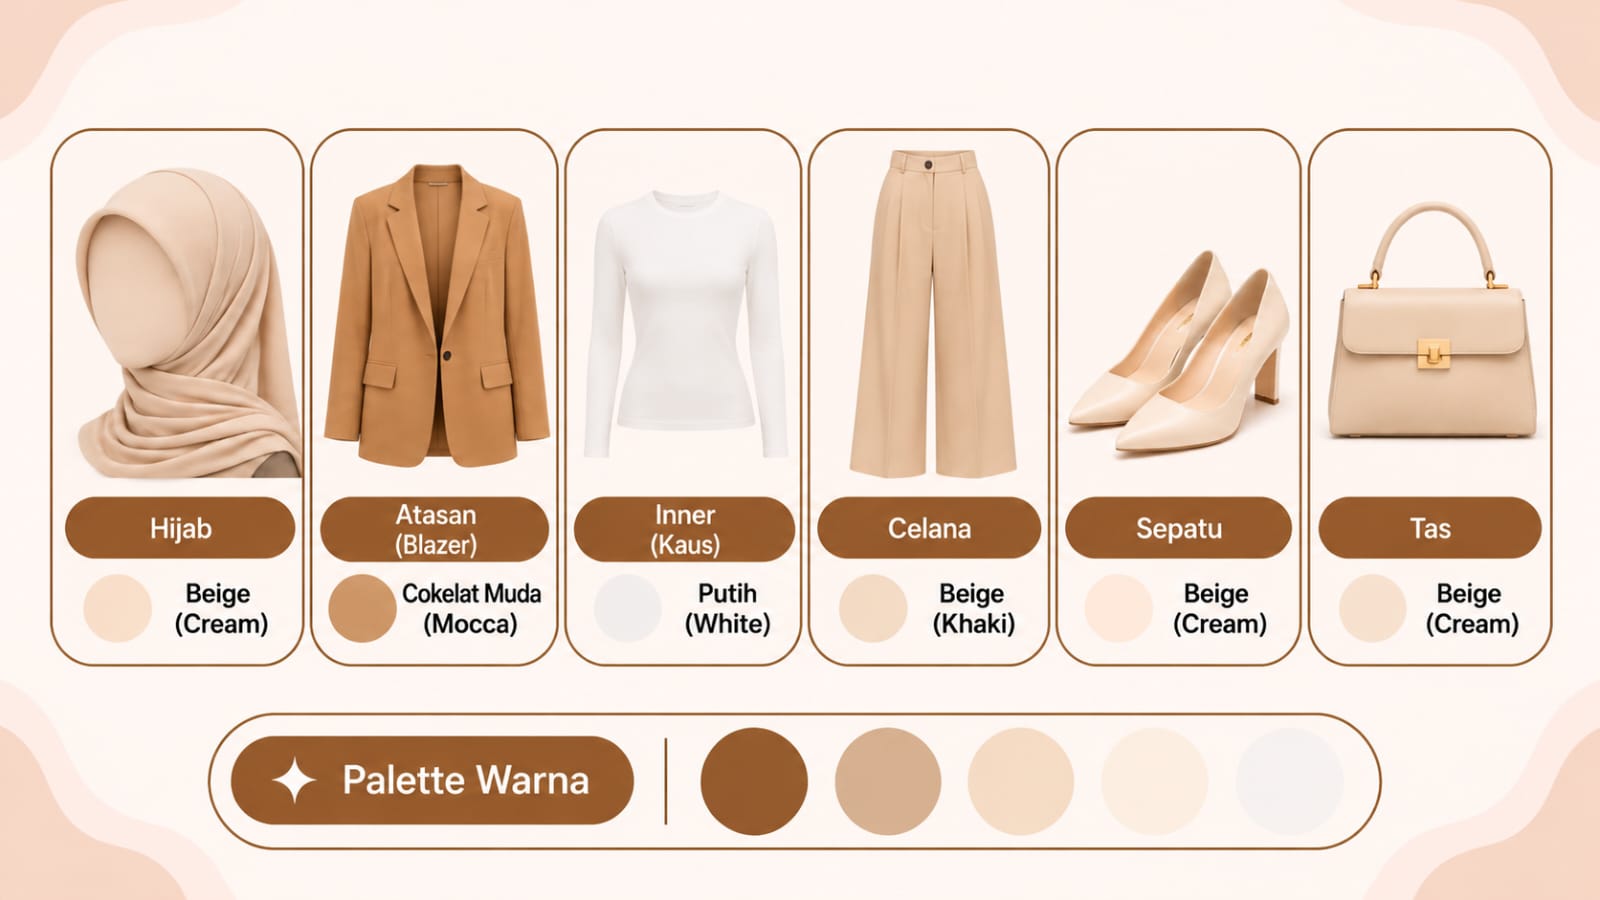 Hijab
Beige
(Cream)
Atasan
(Blazer)
Cokelat Muda
(Mocca)
Inner
(Kaus)
Putih
(White)
Celana
Beige
(Khaki)
Sepatu
Beige
(Cream)
Tas
Beige
(Cream)
Palette Warna